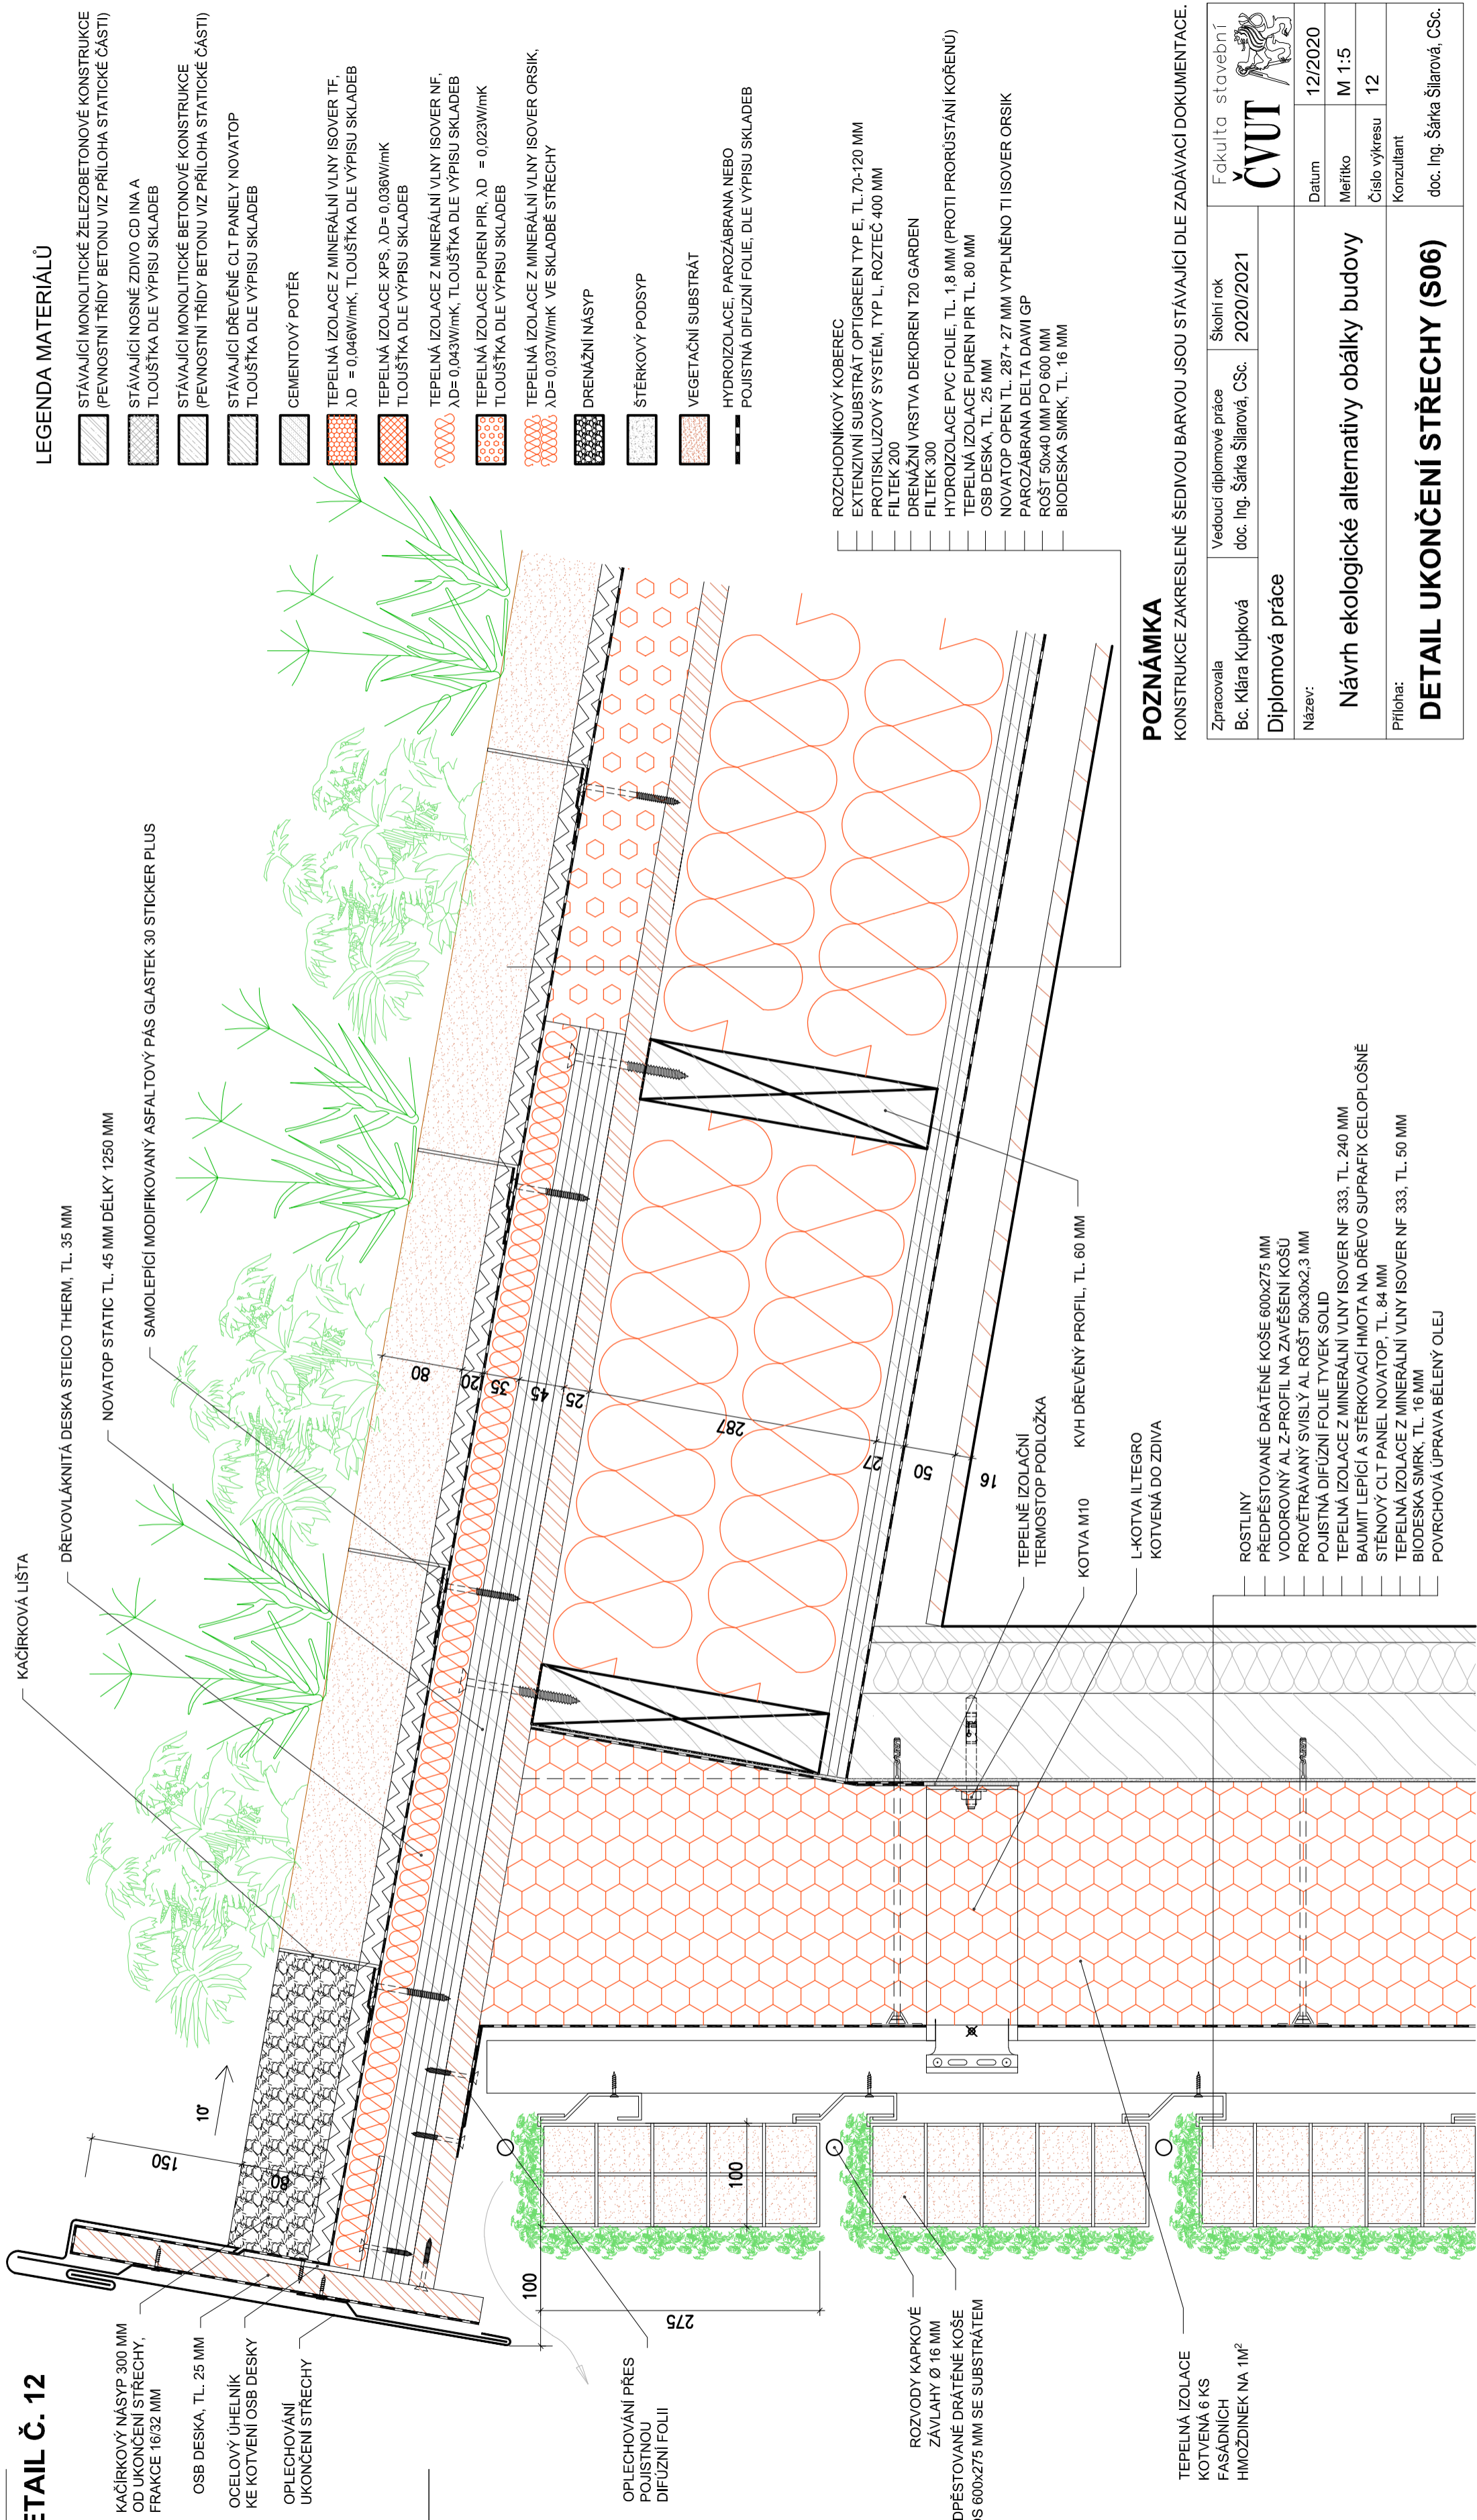 ETAIL Č. 12
KAČÍRKOVÝ NÁSYP 300 MM
OD UKONČENÍ STŘECHY,
FRAKCE 16/32 MM
OSB DESKA, TL. 25 MM
OCELOVÝ ÚHELNÍK
KE KOTVENÍ OSB DESKY
OPLECHOVÁNÍ
UKONČENÍ STŘECHY
OPLECHOVÁNÍ PŘES
POJISTNOU
DIFÚZNÍ FOLII
ROZVODY KAPKOVÉ
ZÁVLAHY Ø 16 MM
DPĚSTOVANÉ DRÁTĚNÉ KOŠE
OS 600x275 MM SE SUBSTRÁTEM
TEPELNÁ IZOLACE
KOTVENÁ 6 KS
FASÁDNÍCH
HMOŽDINEK NA 1M²
150
80
10°
100
275
100
KAČÍRKOVÁ LIŠTA
DŘEVOVLÁKNITÁ DESKA STEICO THERM, TL. 35 MM
NOVATOP STATIC TL. 45 MM DÉLKY 1250 MM
SAMOLEPÍCÍ MODIFIKOVANÝ ASFALTOVÝ PÁS GLASTEK 30 STICKER PLUS
80
20
35
45
25
287
27
50
16
TEPELNĚ IZOLAČNÍ
TERMOSTOP PODLOŽKA
KOTVA M10
KVH DŘEVĚNÝ PROFIL, TL. 60 MM
L-KOTVA ILTEGRO
KOTVENÁ DO ZDIVA
ROSTLINY
PŘEDPĚSTOVANÉ DRÁTĚNÉ KOŠE 600x275 MM
VODOROVNÝ AL Z-PROFIL NA ZAVĚŠENÍ KOŠŮ
PROVĚTRÁVANÝ SVISLÝ AL ROŠT 50x30x2,3 MM
POJISTNÁ DIFÚZNÍ FOLIE TYVEK SOLID
TEPELNÁ IZOLACE Z MINERÁLNÍ VLNY ISOVER NF 333, TL. 240 MM
BAUMIT LEPÍCÍ A STĚRKOVACÍ HMOTA NA DŘEVO SUPRAFIX CELOPLOŠNĚ
STĚNOVÝ CLT PANEL NOVATOP, TL. 84 MM
TEPELNÁ IZOLACE Z MINERÁLNÍ VLNY ISOVER NF 333, TL. 50 MM
BIODESKA SMRK, TL. 16 MM
POVRCHOVÁ ÚPRAVA BĚLENÝ OLEJ
LEGENDA MATERIÁLŮ
STÁVAJÍCÍ MONOLITICKÉ ŽELEZOBETONOVÉ KONSTRUKCE
(PEVNOSTNÍ TŘÍDY BETONU VIZ PŘÍLOHA STATICKÉ ČÁSTI)
STÁVAJÍCÍ NOSNÉ ZDIVO CD INA A
TLOUŠŤKA DLE VÝPISU SKLADEB
STÁVAJÍCÍ MONOLITICKÉ BETONOVÉ KONSTRUKCE
(PEVNOSTNÍ TŘÍDY BETONU VIZ PŘÍLOHA STATICKÉ ČÁSTI)
STÁVAJÍCÍ DŘEVĚNÉ CLT PANELY NOVATOP
TLOUŠŤKA DLE VÝPISU SKLADEB
CEMENTOVÝ POTĚR
TEPELNÁ IZOLACE Z MINERÁLNÍ VLNY ISOVER TF,
λD = 0,046W/mK, TLOUŠŤKA DLE VÝPISU SKLADEB
TEPELNÁ IZOLACE XPS, λD= 0,036W/mK
TLOUŠŤKA DLE VÝPISU SKLADEB
TEPELNÁ IZOLACE Z MINERÁLNÍ VLNY ISOVER NF,
λD= 0,043W/mK, TLOUŠŤKA DLE VÝPISU SKLADEB
TEPELNÁ IZOLACE PUREN PIR, λD = 0,023W/mK
TLOUŠŤKA DLE VÝPISU SKLADEB
TEPELNÁ IZOLACE Z MINERÁLNÍ VLNY ISOVER ORSIK,
λD= 0,037W/mK VE SKLADBĚ STŘECHY
DRENÁŽNÍ NÁSYP
ŠTĚRKOVÝ PODSYP
VEGETAČNÍ SUBSTRÁT
HYDROIZOLACE, PAROZÁBRANA NEBO
POJISTNÁ DIFUZNÍ FOLIE, DLE VÝPISU SKLADEB
ROZCHODNÍKOVÝ KOBEREC
EXTENZIVNÍ SUBSTRÁT OPTIGREEN TYP E, TL.70-120 MM
PROTISKLUZOVÝ SYSTÉM, TYP L, ROZTEČ 400 MM
FILTEK 200
DRENÁŽNÍ VRSTVA DEKDREN T20 GARDEN
FILTEK 300
HYDROIZOLACE PVC FOLIE, TL. 1,8 MM (PROTI PRORŮSTÁNÍ KOŘENŮ)
TEPELNÁ IZOLACE PUREN PIR TL. 80 MM
OSB DESKA, TL. 25 MM
NOVATOP OPEN TL. 287+ 27 MM VYPLNĚNO TI ISOVER ORSIK
PAROZÁBRANA DELTA DAWI GP
ROŠT 50x40 MM PO 600 MM
BIODESKA SMRK, TL. 16 MM
POZNÁMKA
KONSTRUKCE ZAKRESLENÉ ŠEDIVOU BARVOU JSOU STÁVAJÍCÍ DLE ZADÁVACÍ DOKUMENTACE.
Zpracovala
Bc. Klára Kupková
Vedoucí diplomové práce
doc. Ing. Šárka Šilarová, CSc.
Školní rok
2020/2021
Fakulta stavební
ČVUT
Diplomová práce
Název:
Návrh ekologické alternativy obálky budovy
Datum
12/2020
Meřítko
M 1:5
Číslo výkresu
12
Příloha:
DETAIL UKONČENÍ STŘECHY (S06)
Konzultant
doc. Ing. Šárka Šilarová, CSc.